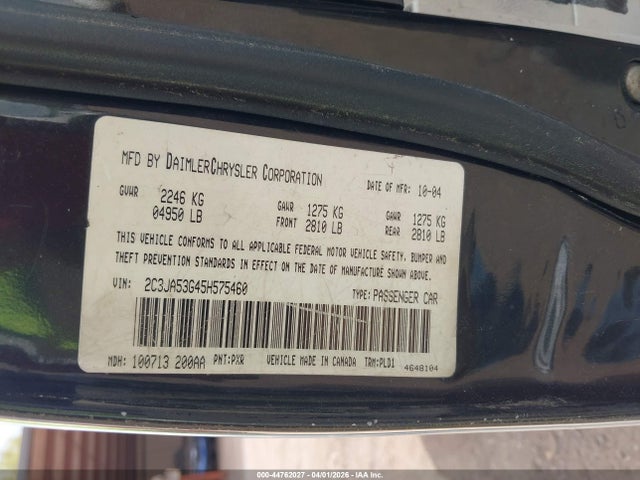 MFD BY DAIMLERCHRYSLER CORPORATION
DATE OF MFR: 10-04
GVWR 2246 KG 04950 LB
GAWR FRONT 1275 KG 2810 LB
GAWR REAR 1275 KG 2810 LB
THIS VEHICLE CONFORMS TO ALL APPLICABLE FEDERAL MOTOR VEHICLE SAFETY, BUMPER AND
THEFT PREVENTION STANDARDS IN EFFECT ON THE DATE OF MANUFACTURE SHOWN ABOVE.
VIN: 2C3JA53G45H575460 TYPE: PASSENGER CAR
MDH: 100713 200AA PNT: PXR VEHICLE MADE IN CANADA TRM: PLD1
4648104
000-44762027 - 04/01/2026 - IAA Inc.